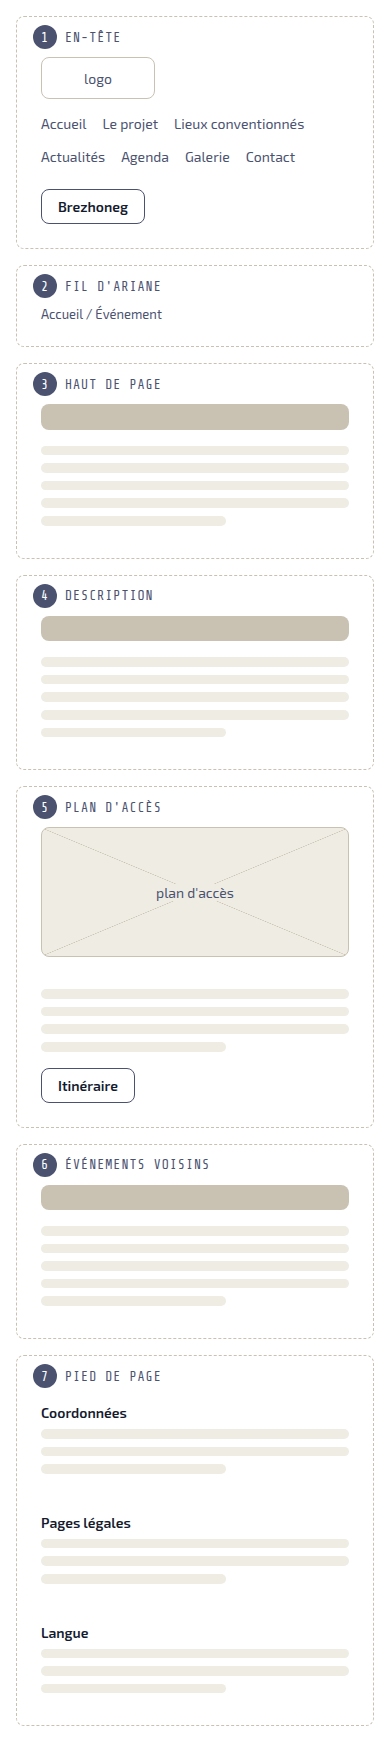 1 EN-TÊTE
logo
Accueil Le projet Lieux conventionnés
Actualités Agenda Galerie Contact
Brezhoneg
2 FIL D'ARIANE
Accueil / Événement
3 HAUT DE PAGE
4 DESCRIPTION
5 PLAN D'ACCÈS
plan d'accès
Itinéraire
6 ÉVÉNEMENTS VOISINS
7 PIED DE PAGE
Coordonnées
Pages légales
Langue